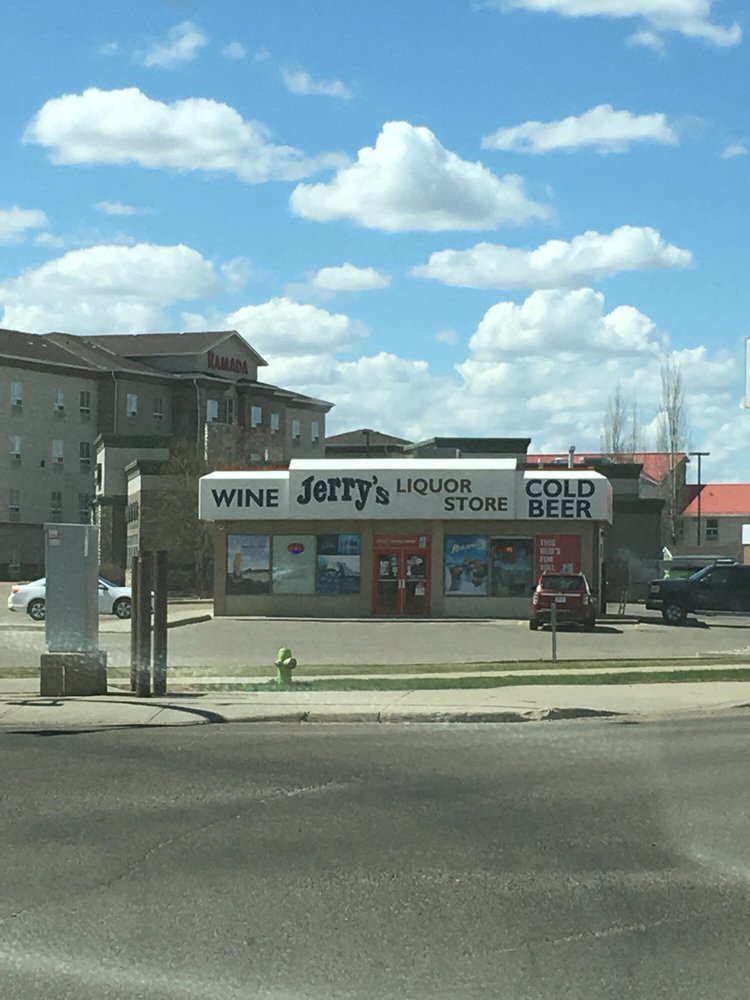 RAMADA
WINE
Jerry's
LIQUOR
STORE
COLD
BEER
THIS
BUD'S
FOR
YOU.